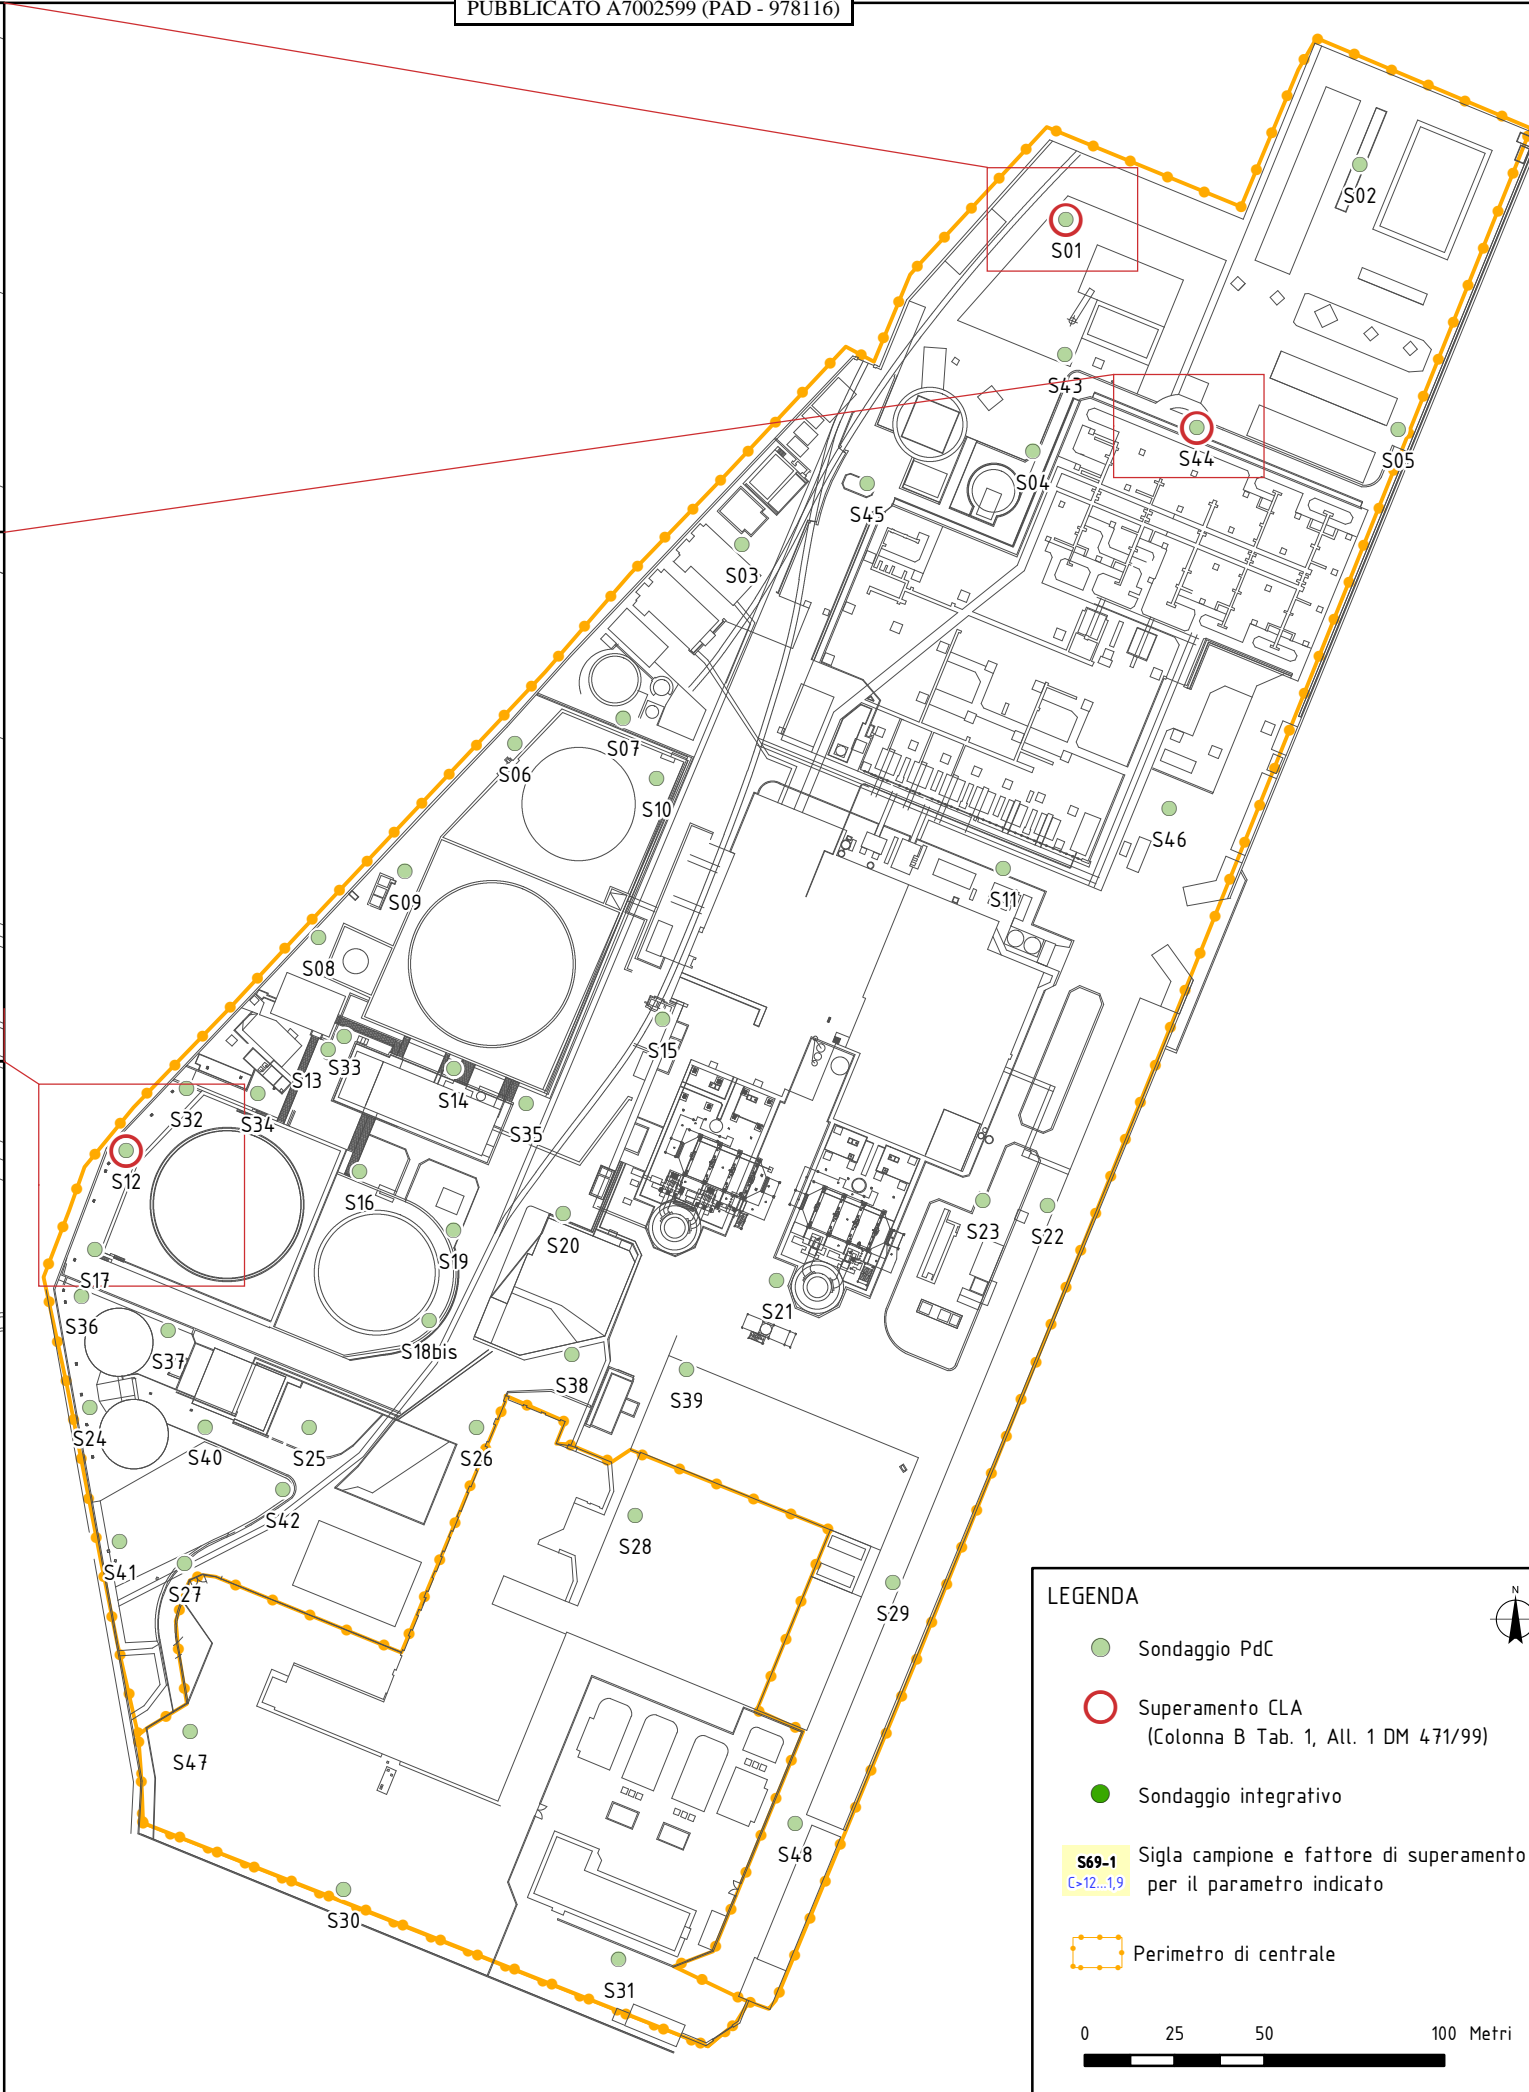 PUBBLICATO A7002599 (PAD - 978116)
S02
S01
S43
S44
S05
S04
S45
S03
S07
S06
S10
S46
S11
S09
S08
S15
S33
S13
S14
S32
S34
S35
S12
S16
S23
S22
S20
S19
S17
S21
S36
S37
S18bis
S38
S39
S24
S40
S25
S26
S42
S28
S41
S27
S29
S47
S48
S30
S31
LEGENDA
N
Sondaggio PdC
Superamento CLA
(Colonna B Tab. 1, All. 1 DM 471/99)
Sondaggio integrativo
S69-1
C>12...1,9
Sigla campione e fattore di superamento
per il parametro indicato
Perimetro di centrale
0 25 50 100 Metri